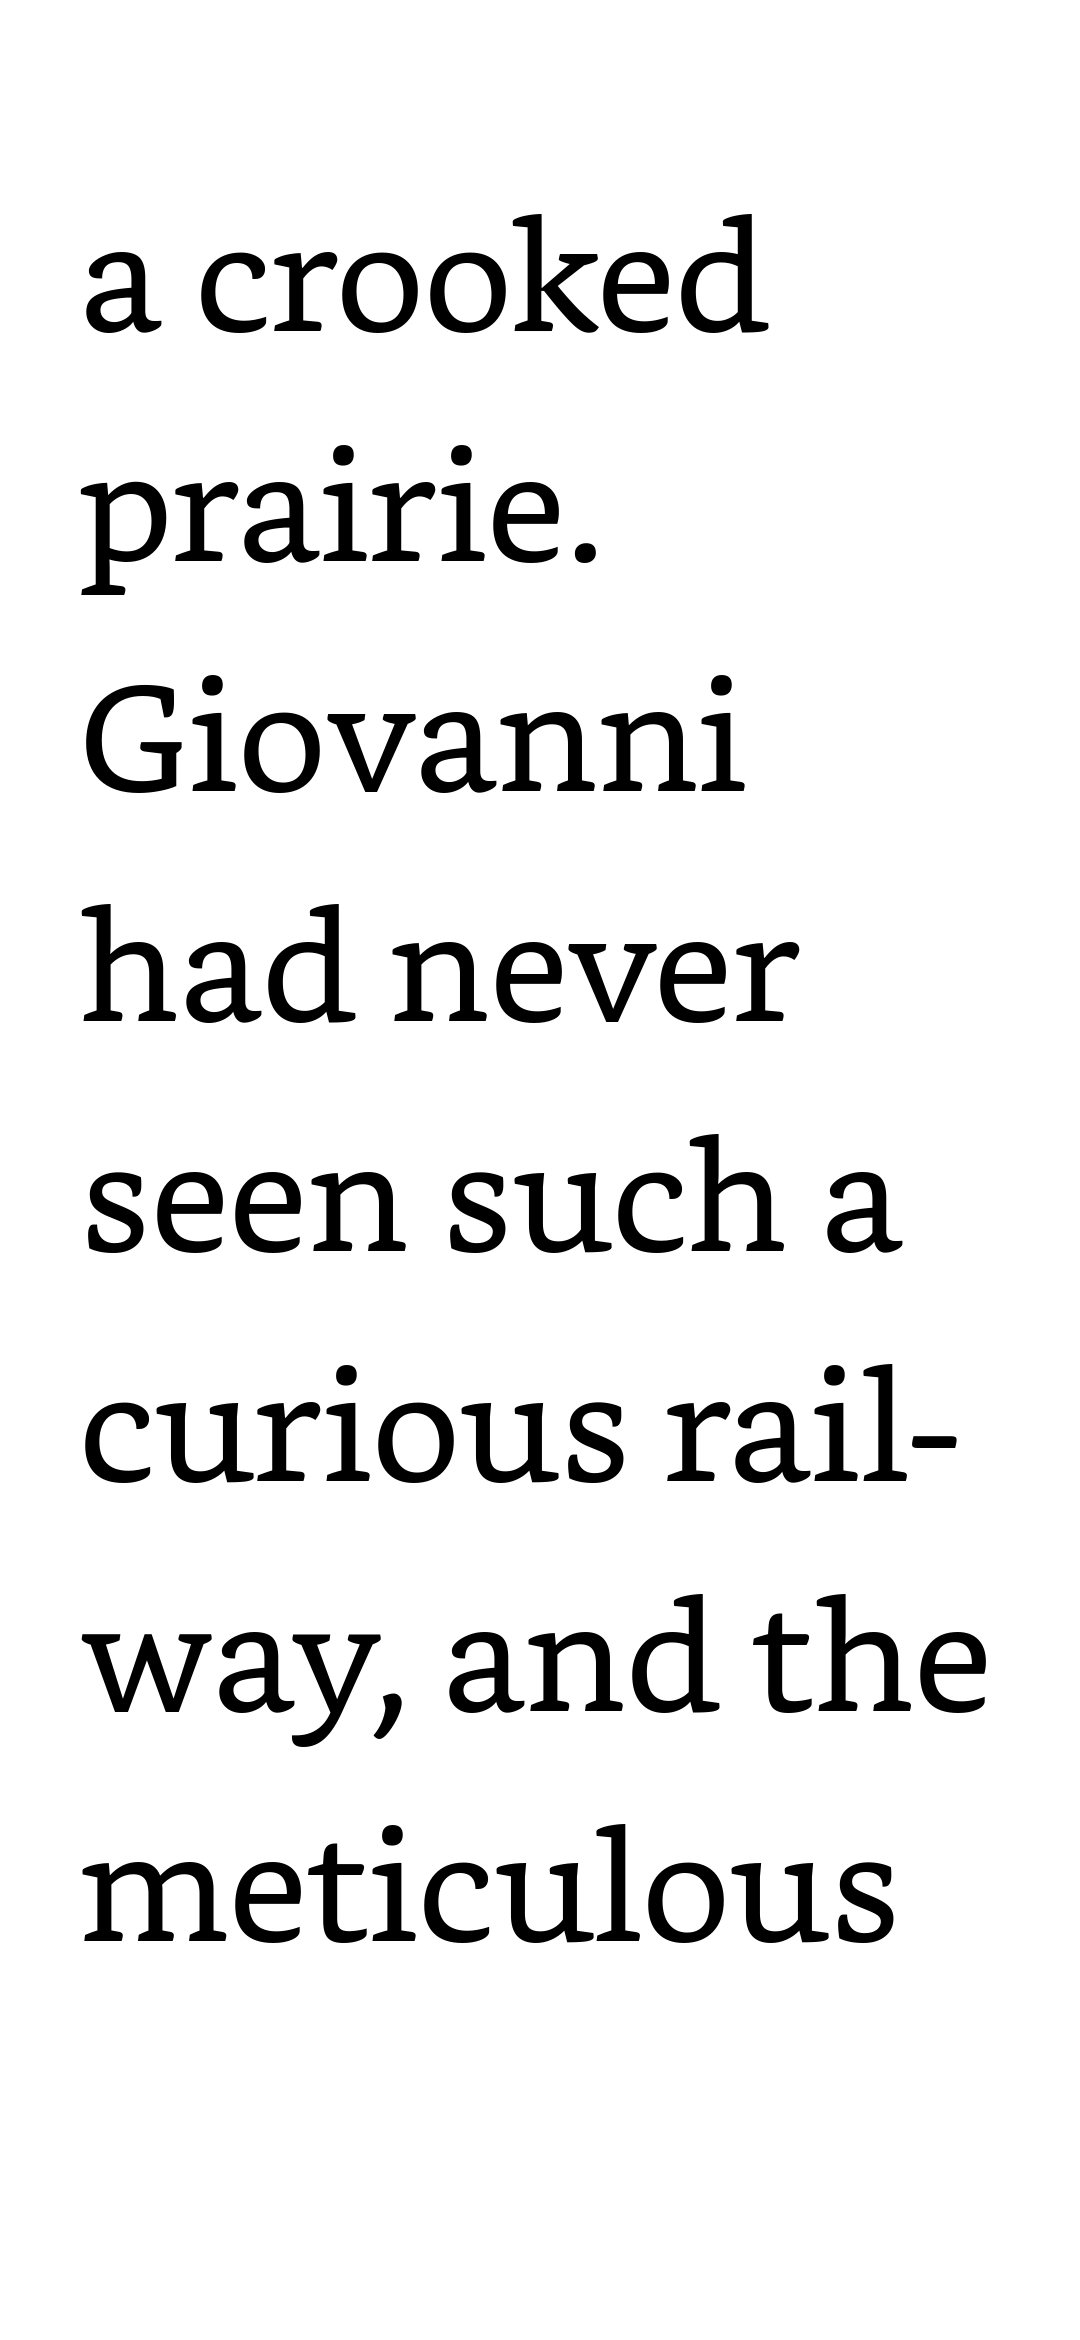 a crooked
prairie.
Giovanni
had never
seen such a
curious rail-
way, and the
meticulous